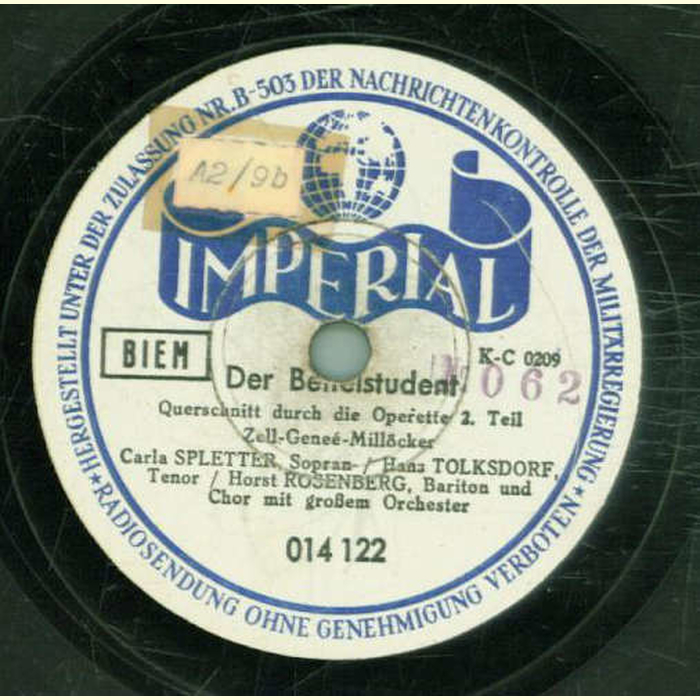 HERGESTELLT UNTER DER ZULASSUNG NR. B-503 DER NACHRICHTENKONTROLLE DER MILITÄRREGIERUNG
★ RADIOSENDUNG OHNE GENEHMIGUNG VERBOTEN ★
A2/9b
IMPERIAL
BIEM
K-C 0209
Der Bettelstudent
062
Querschnitt durch die Operette 2. Teil
Zell-Geneé-Millöcker
Carla SPLETTER, Sopran / Hans TOLKSDORF,
Tenor / Horst ROSENBERG, Bariton und
Chor mit großem Orchester
014 122